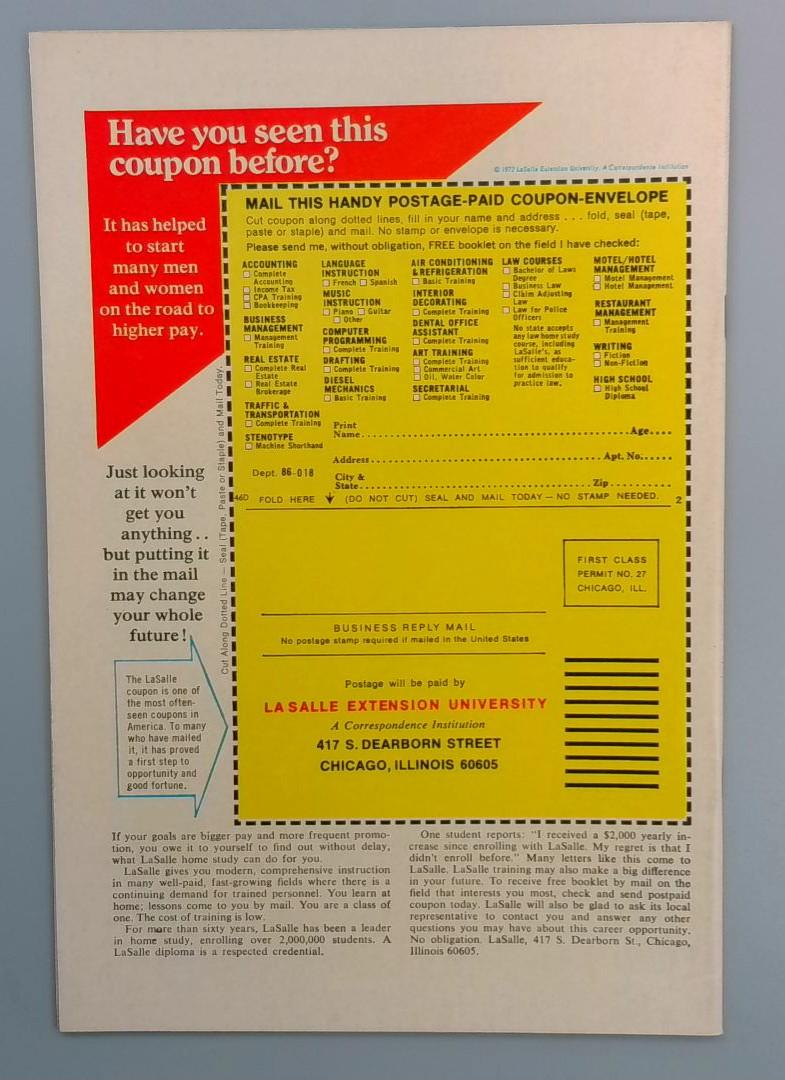 Have you seen this
coupon before?
© 1972 LaSalle Extension University, A Correspondence Institution
It has helped
to start
many men
and women
on the road to
higher pay.
Just looking
at it won't
get you
anything . .
but putting it
in the mail
may change
your whole
future!
The LaSalle
coupon is one of
the most often-
seen coupons in
America. To many
who have mailed
it, it has proved
a first step to
opportunity and
good fortune.
Cut Along Dotted Line — Seal (Tape, Paste or Staple) and Mail Today.
MAIL THIS HANDY POSTAGE-PAID COUPON-ENVELOPE
Cut coupon along dotted lines, fill in your name and address . . . fold, seal (tape,
paste or staple) and mail. No stamp or envelope is necessary.
Please send me, without obligation, FREE booklet on the field I have checked:
ACCOUNTING
Complete
Accounting
Income Tax
CPA Training
Bookkeeping
BUSINESS
MANAGEMENT
Management
Training
REAL ESTATE
Complete Real
Estate
Real Estate
Brokerage
TRAFFIC &
TRANSPORTATION
Complete Training
STENOTYPE
Machine Shorthand
LANGUAGE
INSTRUCTION
French Spanish
MUSIC
INSTRUCTION
Piano Guitar
Other
COMPUTER
PROGRAMMING
Complete Training
DRAFTING
Complete Training
DIESEL
MECHANICS
Basic Training
AIR CONDITIONING
& REFRIGERATION
Basic Training
INTERIOR
DECORATING
Complete Training
DENTAL OFFICE
ASSISTANT
Complete Training
ART TRAINING
Complete Training
Commercial Art
Oil, Water Color
SECRETARIAL
Complete Training
LAW COURSES
Bachelor of Laws
Degree
Business Law
Claim Adjusting
Law
Law for Police
Officers
No state accepts
any law home study
course, including
LaSalle's, as
sufficient educa-
tion to qualify
for admission to
practice law.
MOTEL/HOTEL
MANAGEMENT
Motel Management
Hotel Management
RESTAURANT
MANAGEMENT
Management
Training
WRITING
Fiction
Non-Fiction
HIGH SCHOOL
High School
Diploma
Print
Name Age
Address Apt. No.
Dept. 86-018
City &
State Zip
46D FOLD HERE (DO NOT CUT) SEAL AND MAIL TODAY — NO STAMP NEEDED. 2
FIRST CLASS
PERMIT NO. 27
CHICAGO, ILL.
BUSINESS REPLY MAIL
No postage stamp required if mailed in the United States
Postage will be paid by
LA SALLE EXTENSION UNIVERSITY
A Correspondence Institution
417 S. DEARBORN STREET
CHICAGO, ILLINOIS 60605
If your goals are bigger pay and more frequent promo-
tion, you owe it to yourself to find out without delay,
what LaSalle home study can do for you.
LaSalle gives you modern, comprehensive instruction
in many well-paid, fast-growing fields where there is a
continuing demand for trained personnel. You learn at
home; lessons come to you by mail. You are a class of
one. The cost of training is low.
For more than sixty years, LaSalle has been a leader
in home study, enrolling over 2,000,000 students. A
LaSalle diploma is a respected credential.
One student reports: "I received a $2,000 yearly in-
crease since enrolling with LaSalle. My regret is that I
didn't enroll before." Many letters like this come to
LaSalle. LaSalle training may also make a big difference
in your future. To receive free booklet by mail on the
field that interests you most, check and send postpaid
coupon today. LaSalle will also be glad to ask its local
representative to contact you and answer any other
questions you may have about this career opportunity.
No obligation. LaSalle, 417 S. Dearborn St., Chicago,
Illinois 60605.